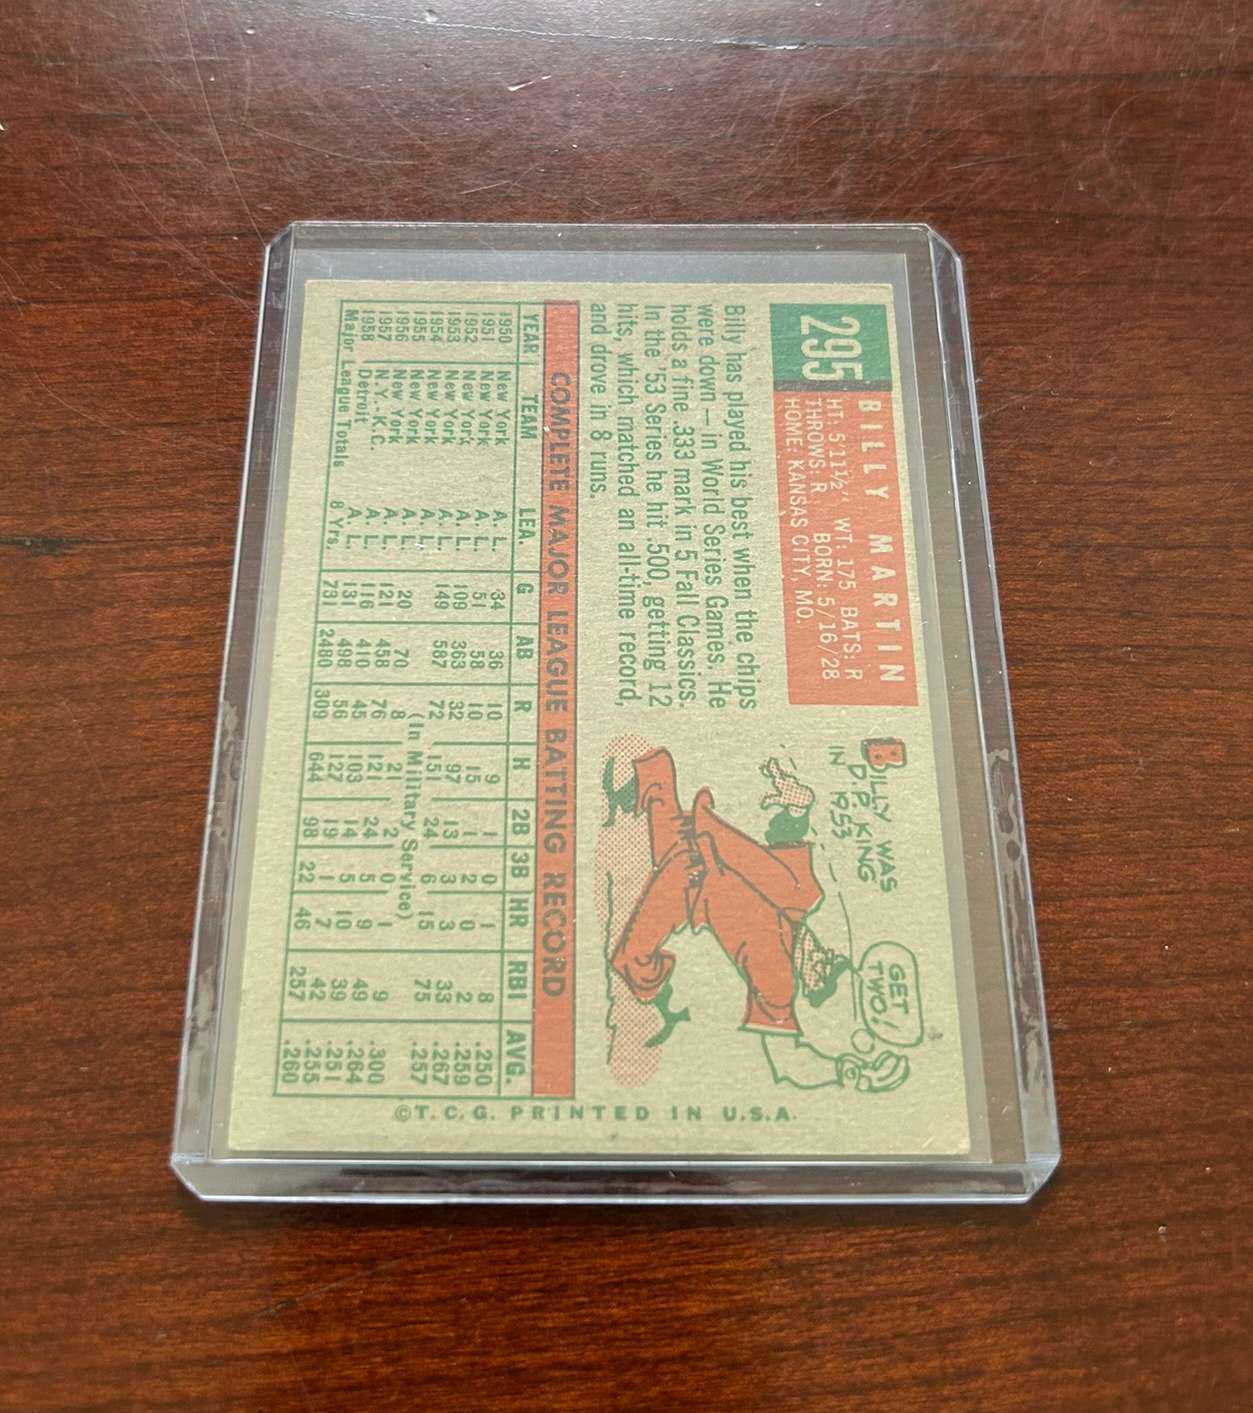 295
BILLY MARTIN
HT: 5'11½" WT: 175 BATS: R
THROWS: R BORN: 5/16/28
HOME: KANSAS CITY, MO.
Billy has played his best when the chips
were down — in World Series Games. He
holds a fine .333 mark in 5 Fall Classics.
In the '53 Series he hit .500, getting 12
hits, which matched an all-time record,
and drove in 8 runs.
BILLY WAS
D.P. KING
IN 1953
GET
TWO!
COMPLETE MAJOR LEAGUE BATTING RECORD
YEAR TEAM LEA. G AB R H 2B 3B HR RBI AVG.
1950 New York A. L. 34 36 10 9 1 0 1 8 .250
1951 New York A. L. 51 58 10 15 1 2 0 2 .259
1952 New York A. L. 109 363 32 97 13 3 3 33 .267
1953 New York A. L. 149 587 72 151 24 6 15 75 .257
1954 New York A. L. (In Military Service)
1955 New York A. L. 20 70 8 21 2 0 1 9 .300
1956 New York A. L. 121 458 76 121 24 5 9 49 .264
1957 N.Y.-K.C. A. L. 116 410 45 103 14 5 10 39 .251
1958 Detroit A. L. 131 498 56 127 19 1 7 42 .255
Major League Totals 8 Yrs. 731 2480 309 644 98 22 46 257 .260
©T.C.G. PRINTED IN U.S.A.